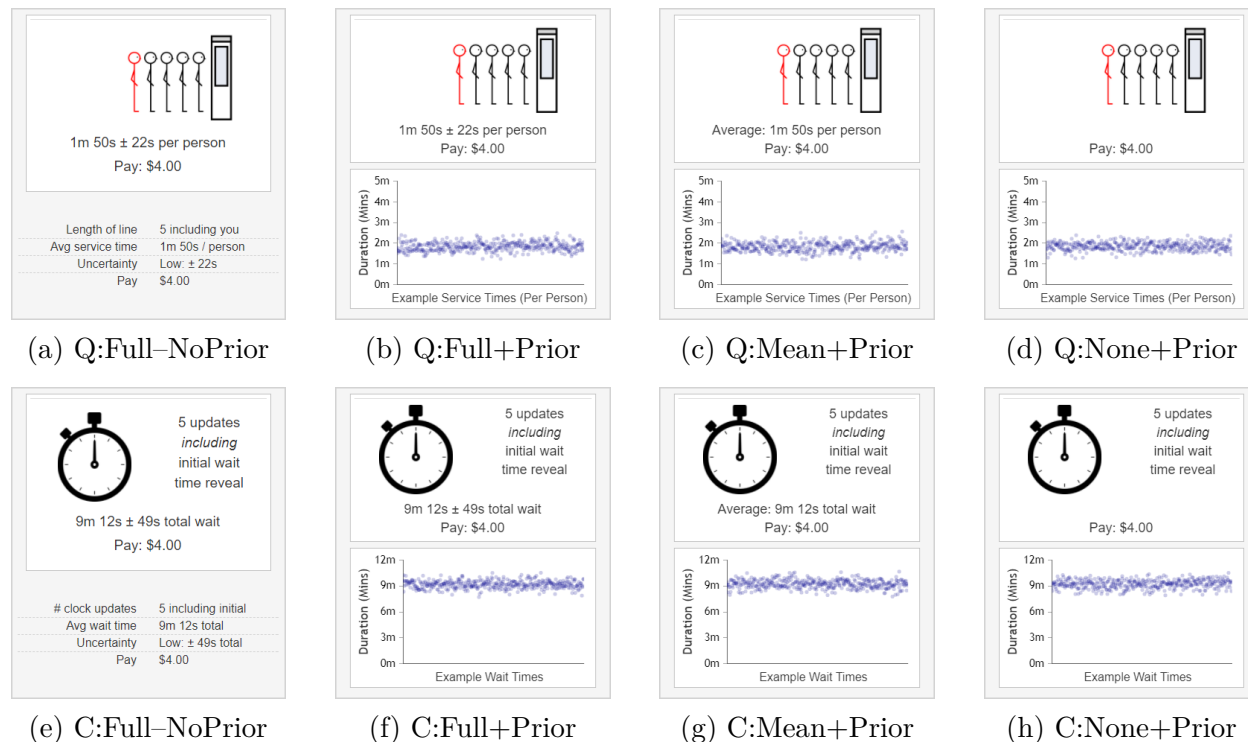 1m 50s ± 22s per person
Pay: $4.00
Length of line 5 including you
Avg service time 1m 50s / person
Uncertainty Low: ± 22s
Pay $4.00
(a) Q:Full–NoPrior
1m 50s ± 22s per person
Pay: $4.00
Duration (Mins)
5m
4m
3m
2m
1m
0m
Example Service Times (Per Person)
(b) Q:Full+Prior
Average: 1m 50s per person
Pay: $4.00
Duration (Mins)
5m
4m
3m
2m
1m
0m
Example Service Times (Per Person)
(c) Q:Mean+Prior
Pay: $4.00
Duration (Mins)
5m
4m
3m
2m
1m
0m
Example Service Times (Per Person)
(d) Q:None+Prior
5 updates
including
initial wait
time reveal
9m 12s ± 49s total wait
Pay: $4.00
# clock updates 5 including initial
Avg wait time 9m 12s total
Uncertainty Low: ± 49s total
Pay $4.00
(e) C:Full–NoPrior
5 updates
including
initial wait
time reveal
9m 12s ± 49s total wait
Pay: $4.00
Duration (Mins)
12m
9m
6m
3m
0m
Example Wait Times
(f) C:Full+Prior
5 updates
including
initial wait
time reveal
Average: 9m 12s total wait
Pay: $4.00
Duration (Mins)
12m
9m
6m
3m
0m
Example Wait Times
(g) C:Mean+Prior
5 updates
including
initial wait
time reveal
Pay: $4.00
Duration (Mins)
12m
9m
6m
3m
0m
Example Wait Times
(h) C:None+Prior